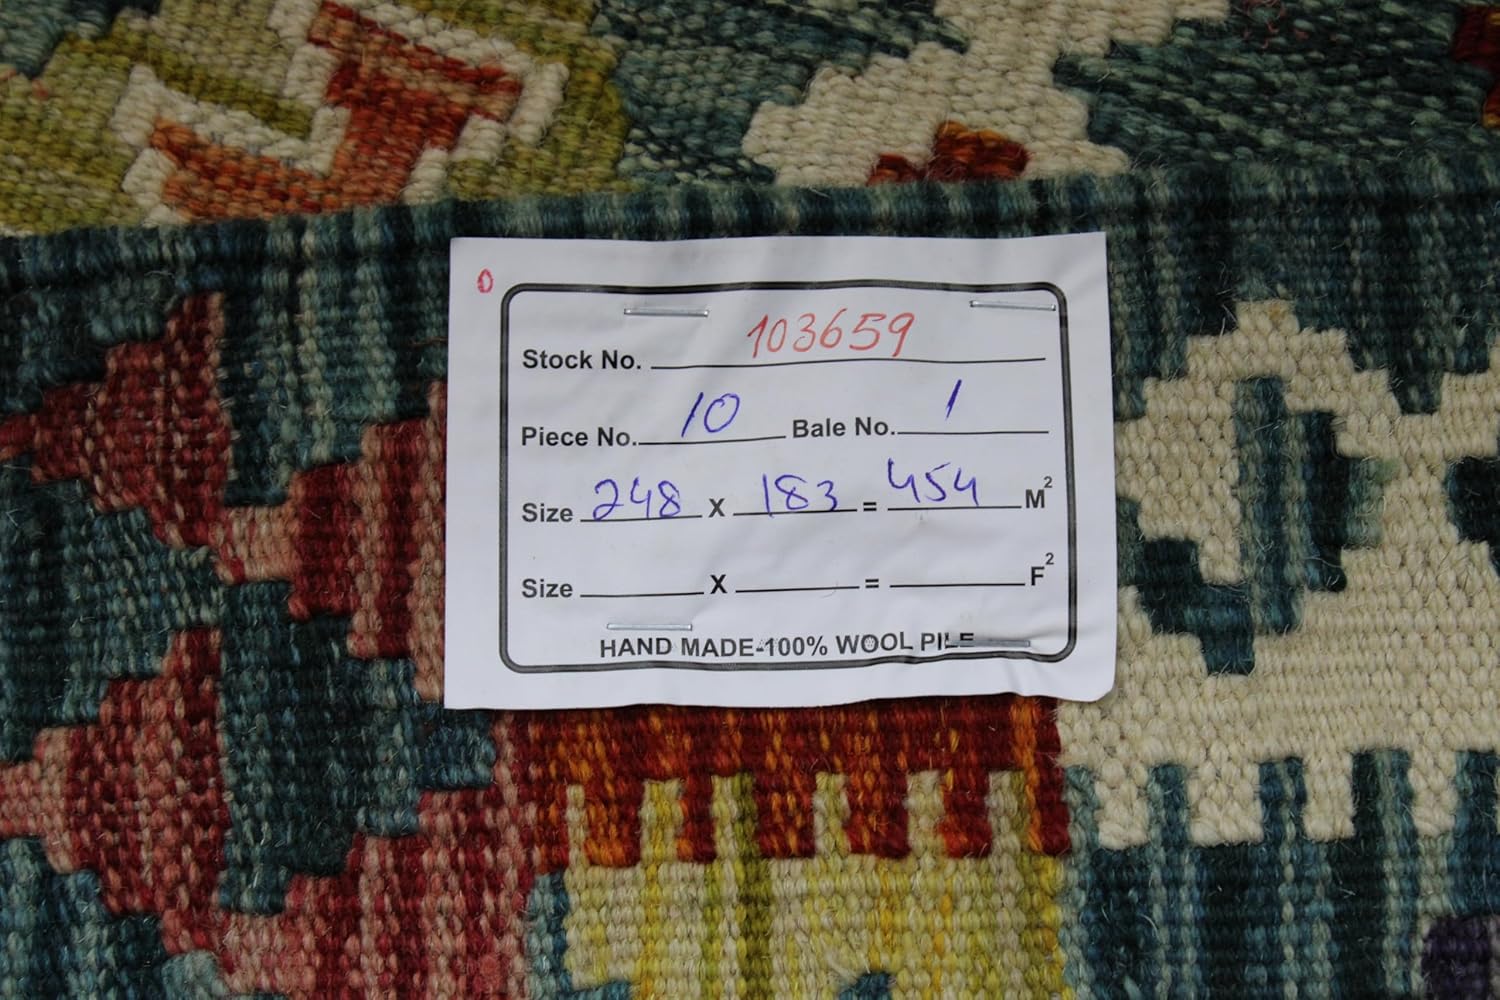 0
Stock No. 103659
Piece No. 10 Bale No. 1
Size 248 X 183 = 454 M²
Size X = F²
HAND MADE-100% WOOL PILE